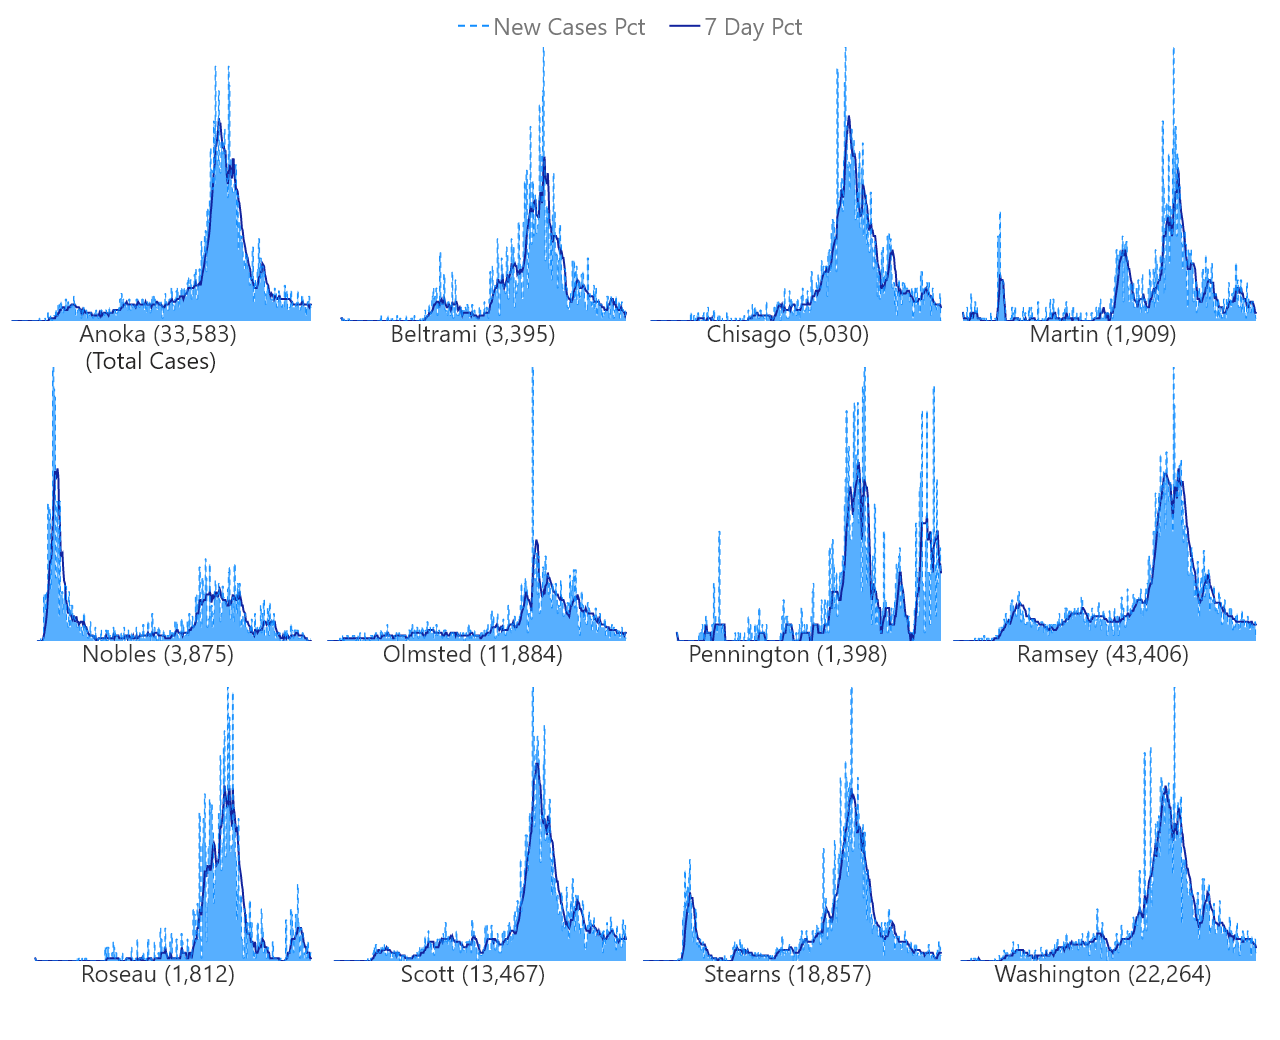 New Cases Pct 7 Day Pct
Anoka (33,583) Beltrami (3,395) Chisago (5,030) Martin (1,909)
(Total Cases)
Nobles (3,875) Olmsted (11,884) Pennington (1,398) Ramsey (43,406)
Roseau (1,812) Scott (13,467) Stearns (18,857) Washington (22,264)